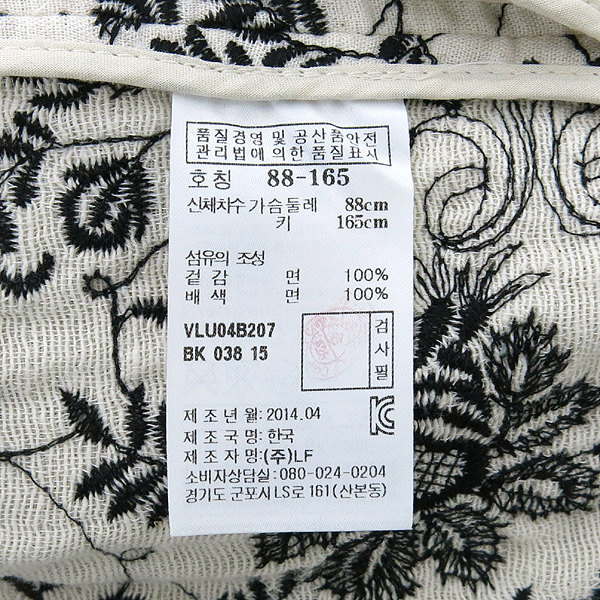 품질경영 및 공산품안전
관리법에 의한 품질표시
호칭 88-165
신체치수 가슴둘레 88cm
키 165cm
섬유의 조성
겉감 면 100%
배색 면 100%
VLU04B207
BK 038 15
검사필
제조년월: 2014.04
제조국명: 한국
제조자명: (주)LF
소비자상담실: 080-024-0204
경기도 군포시 LS로 161 (산본동)